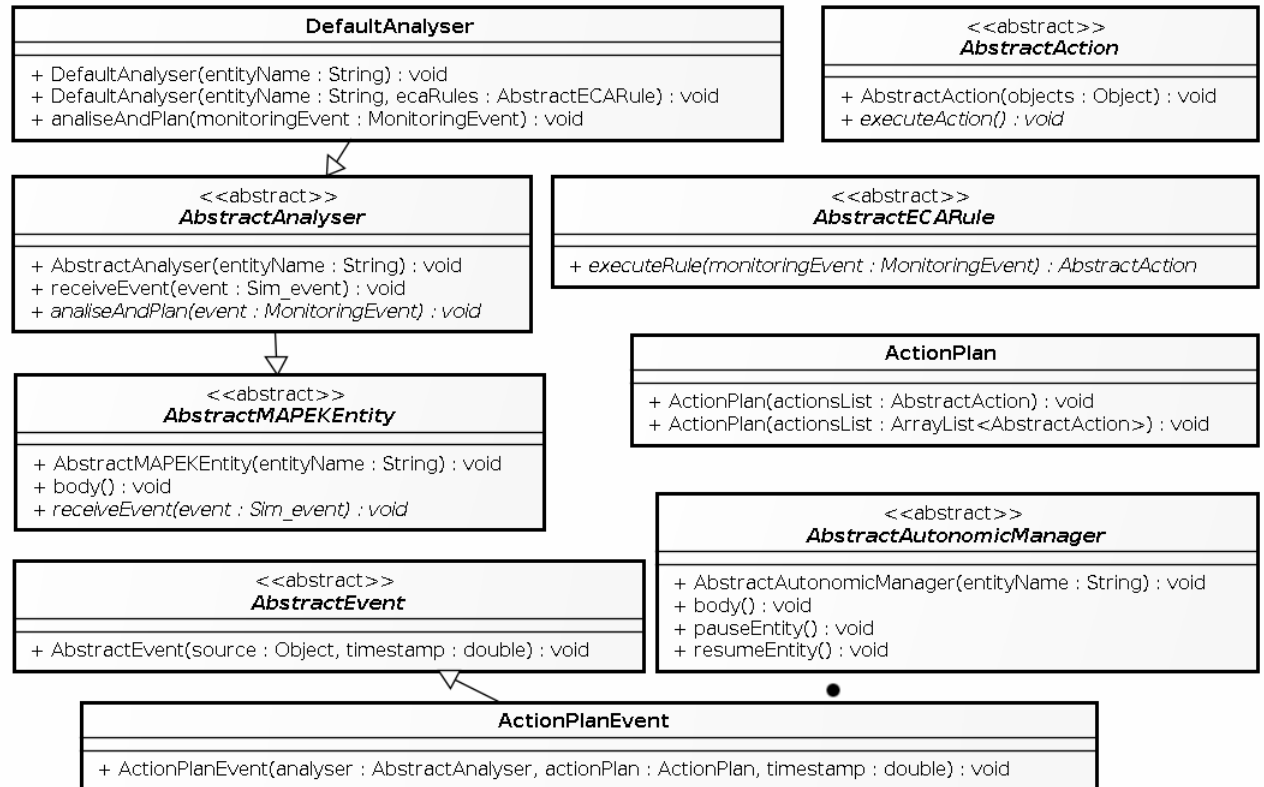 DefaultAnalyser
+ DefaultAnalyser(entityName : String) : void
+ DefaultAnalyser(entityName : String, ecaRules : AbstractECARule) : void
+ analiseAndPlan(monitoringEvent : MonitoringEvent) : void
<<abstract>>
AbstractAction
+ AbstractAction(objects : Object) : void
+ executeAction() : void
<<abstract>>
AbstractAnalyser
+ AbstractAnalyser(entityName : String) : void
+ receiveEvent(event : Sim_event) : void
+ analiseAndPlan(event : MonitoringEvent) : void
<<abstract>>
AbstractECARule
+ executeRule(monitoringEvent : MonitoringEvent) : AbstractAction
ActionPlan
+ ActionPlan(actionsList : AbstractAction) : void
+ ActionPlan(actionsList : ArrayList<AbstractAction>) : void
<<abstract>>
AbstractMAPEKEntity
+ AbstractMAPEKEntity(entityName : String) : void
+ body() : void
+ receiveEvent(event : Sim_event) : void
<<abstract>>
AbstractAutonomicManager
+ AbstractAutonomicManager(entityName : String) : void
+ body() : void
+ pauseEntity() : void
+ resumeEntity() : void
<<abstract>>
AbstractEvent
+ AbstractEvent(source : Object, timestamp : double) : void
ActionPlanEvent
+ ActionPlanEvent(analyser : AbstractAnalyser, actionPlan : ActionPlan, timestamp : double) : void